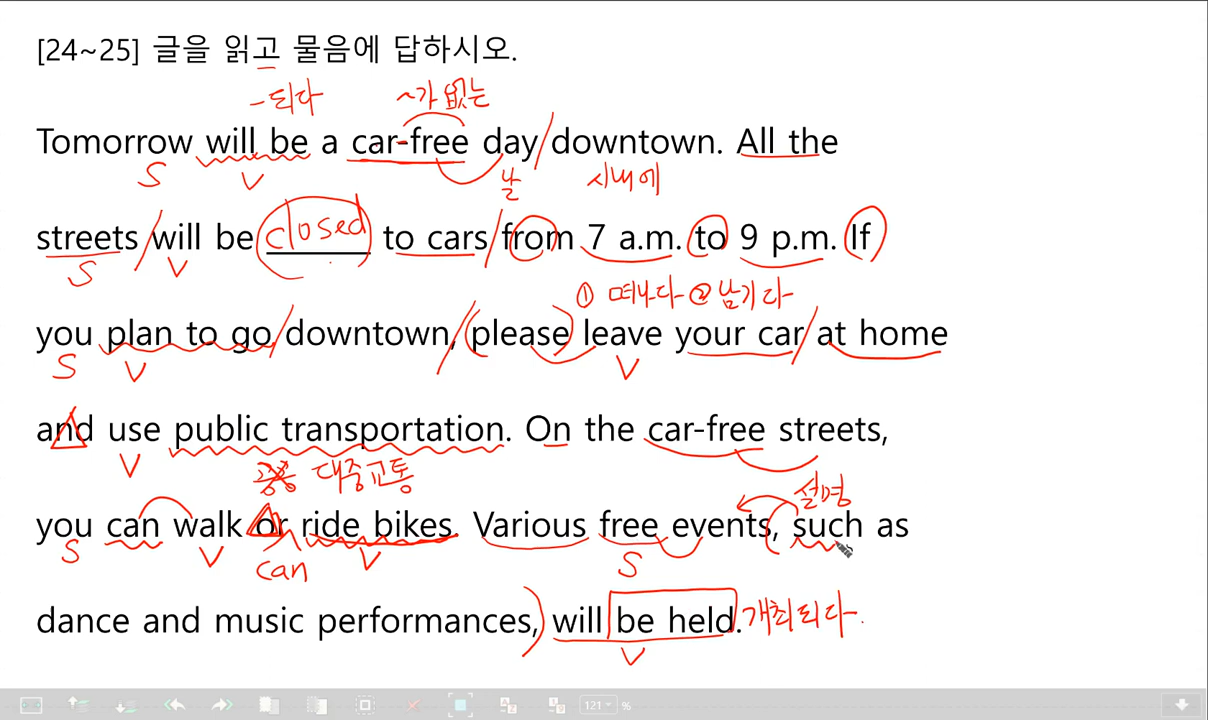 [24~25] 글을 읽고 물음에 답하시오.
~되다 ~가 없는
Tomorrow will be a car-free day/downtown. All the
S V 날 시내에
streets/will be closed to cars/from 7 a.m. to 9 p.m. If
S V ① 떠나다 ② 남기다
you plan to go/downtown,/(please) leave your car/at home
S V V
and use public transportation. On the car-free streets,
V 대중교통 설명
you can walk or ride bikes. Various free events, (such as
S V can V S
dance and music performances,) will be held. 개최되다.
V
121 %